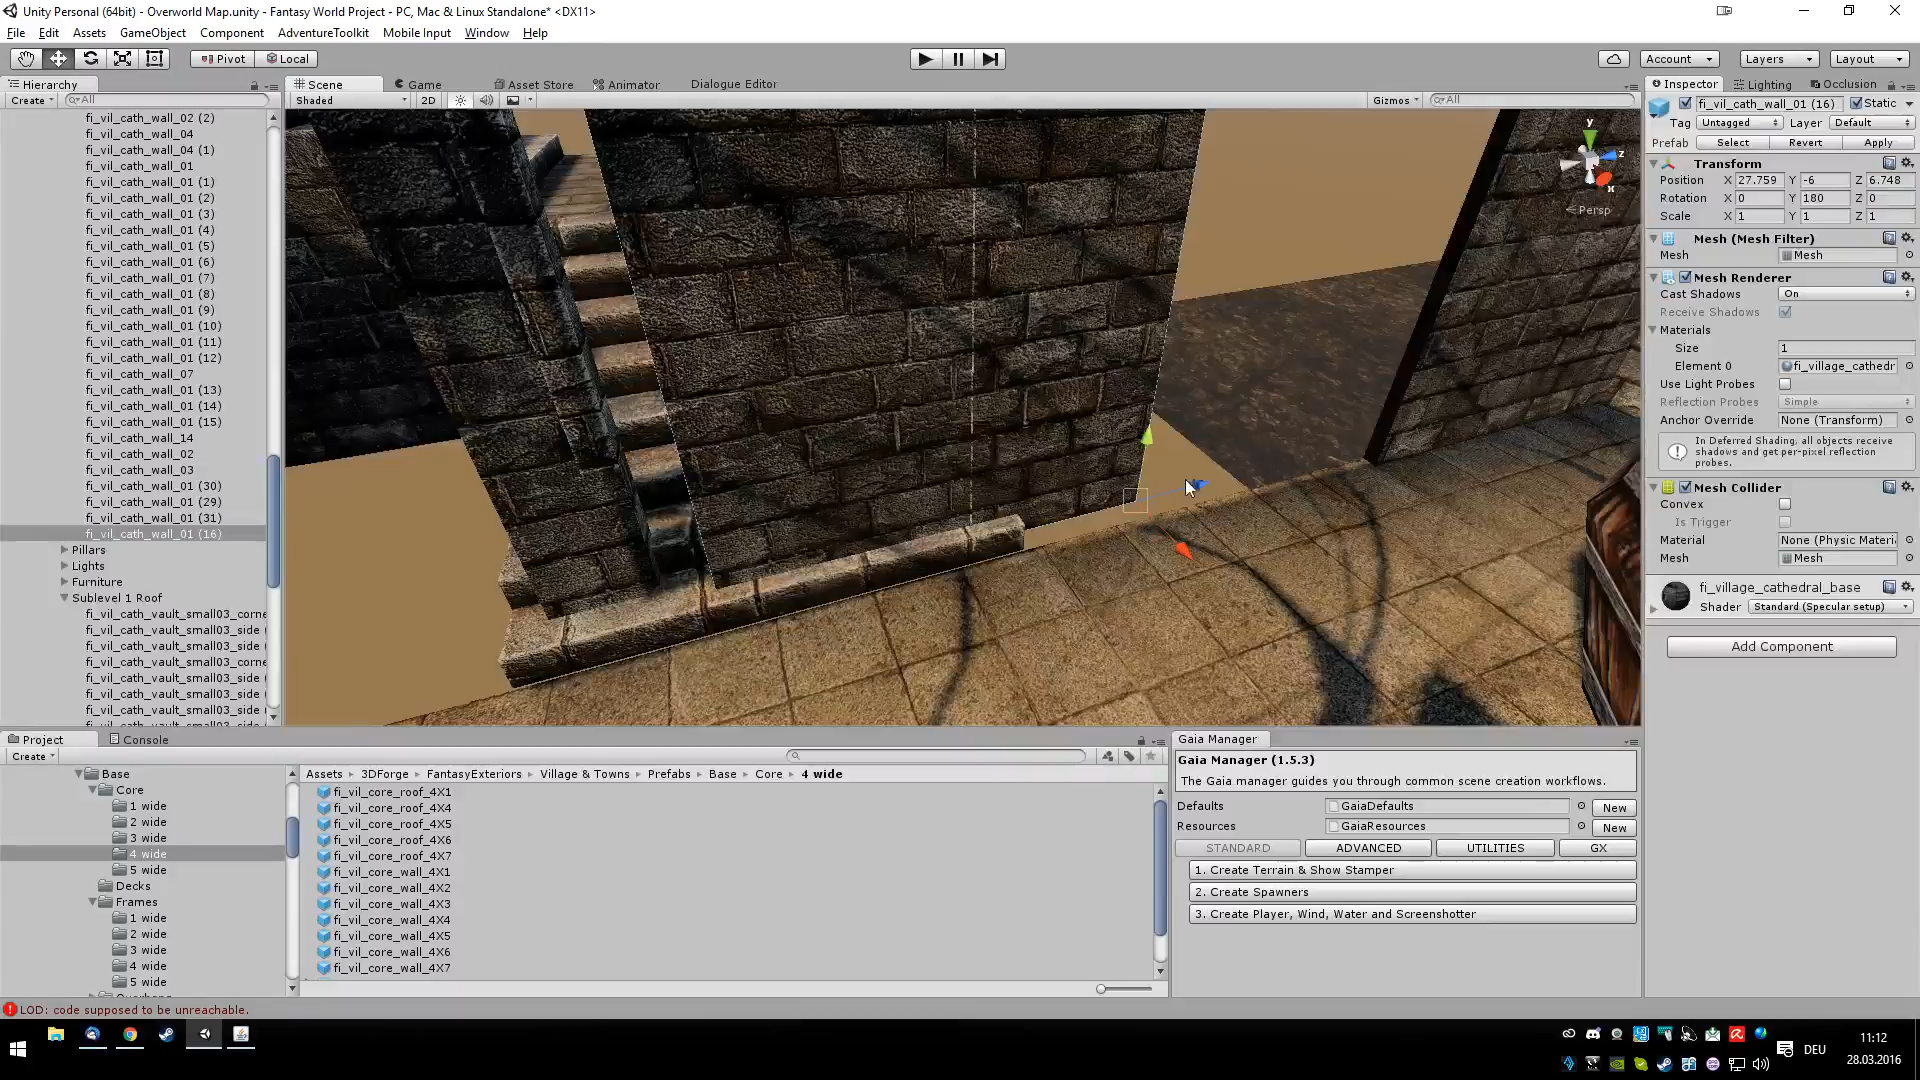 Unity Personal (64bit) - Overworld Map.unity - Fantasy World Project - PC, Mac & Linux Standalone* <DX11>
File Edit Assets GameObject Component AdventureToolkit Mobile Input Window Help
Pivot Local Account Layers Layout
Hierarchy
Create All
fi_vil_cath_wall_02 (2)
fi_vil_cath_wall_04
fi_vil_cath_wall_04 (1)
fi_vil_cath_wall_01
fi_vil_cath_wall_01 (1)
fi_vil_cath_wall_01 (2)
fi_vil_cath_wall_01 (3)
fi_vil_cath_wall_01 (4)
fi_vil_cath_wall_01 (5)
fi_vil_cath_wall_01 (6)
fi_vil_cath_wall_01 (7)
fi_vil_cath_wall_01 (8)
fi_vil_cath_wall_01 (9)
fi_vil_cath_wall_01 (10)
fi_vil_cath_wall_01 (11)
fi_vil_cath_wall_01 (12)
fi_vil_cath_wall_07
fi_vil_cath_wall_01 (13)
fi_vil_cath_wall_01 (14)
fi_vil_cath_wall_01 (15)
fi_vil_cath_wall_14
fi_vil_cath_wall_02
fi_vil_cath_wall_03
fi_vil_cath_wall_01 (30)
fi_vil_cath_wall_01 (29)
fi_vil_cath_wall_01 (31)
fi_vil_cath_wall_01 (16)
Pillars
Lights
Furniture
Sublevel 1 Roof
fi_vil_cath_vault_small03_corne
fi_vil_cath_vault_small03_side (
fi_vil_cath_vault_small03_side (
fi_vil_cath_vault_small03_corne
fi_vil_cath_vault_small03_side (
fi_vil_cath_vault_small03_side (
fi_vil_cath_vault_small03_side (
Scene Game Asset Store Animator Dialogue Editor
Shaded 2D Gizmos All
y
z
x
Persp
Inspector Lighting Occlusion
fi_vil_cath_wall_01 (16) Static
Tag Untagged Layer Default
Prefab Select Revert Apply
Transform
Position X 27.759 Y -6 Z 6.748
Rotation X 0 Y 180 Z 0
Scale X 1 Y 1 Z 1
Mesh (Mesh Filter)
Mesh Mesh
Mesh Renderer
Cast Shadows On
Receive Shadows
Materials
Size 1
Element 0 fi_village_cathedr
Use Light Probes
Reflection Probes Simple
Anchor Override None (Transform)
In Deferred Shading, all objects receive
shadows and get per-pixel reflection
probes.
Mesh Collider
Convex
Is Trigger
Material None (Physic Materi
Mesh Mesh
fi_village_cathedral_base
Shader Standard (Specular setup)
Add Component
Project Console
Create
Base
Core
1 wide
2 wide
3 wide
4 wide
5 wide
Decks
Frames
1 wide
2 wide
3 wide
4 wide
5 wide
Assets 3DForge FantasyExteriors Village & Towns Prefabs Base Core 4 wide
fi_vil_core_roof_4X1
fi_vil_core_roof_4X4
fi_vil_core_roof_4X5
fi_vil_core_roof_4X6
fi_vil_core_roof_4X7
fi_vil_core_wall_4X1
fi_vil_core_wall_4X2
fi_vil_core_wall_4X3
fi_vil_core_wall_4X4
fi_vil_core_wall_4X5
fi_vil_core_wall_4X6
fi_vil_core_wall_4X7
Gaia Manager
Gaia Manager (1.5.3)
The Gaia manager guides you through common scene creation workflows.
Defaults GaiaDefaults New
Resources GaiaResources New
STANDARD ADVANCED UTILITIES GX
1. Create Terrain & Show Stamper
2. Create Spawners
3. Create Player, Wind, Water and Screenshotter
LOD: code supposed to be unreachable.
DEU
11:12
28.03.2016